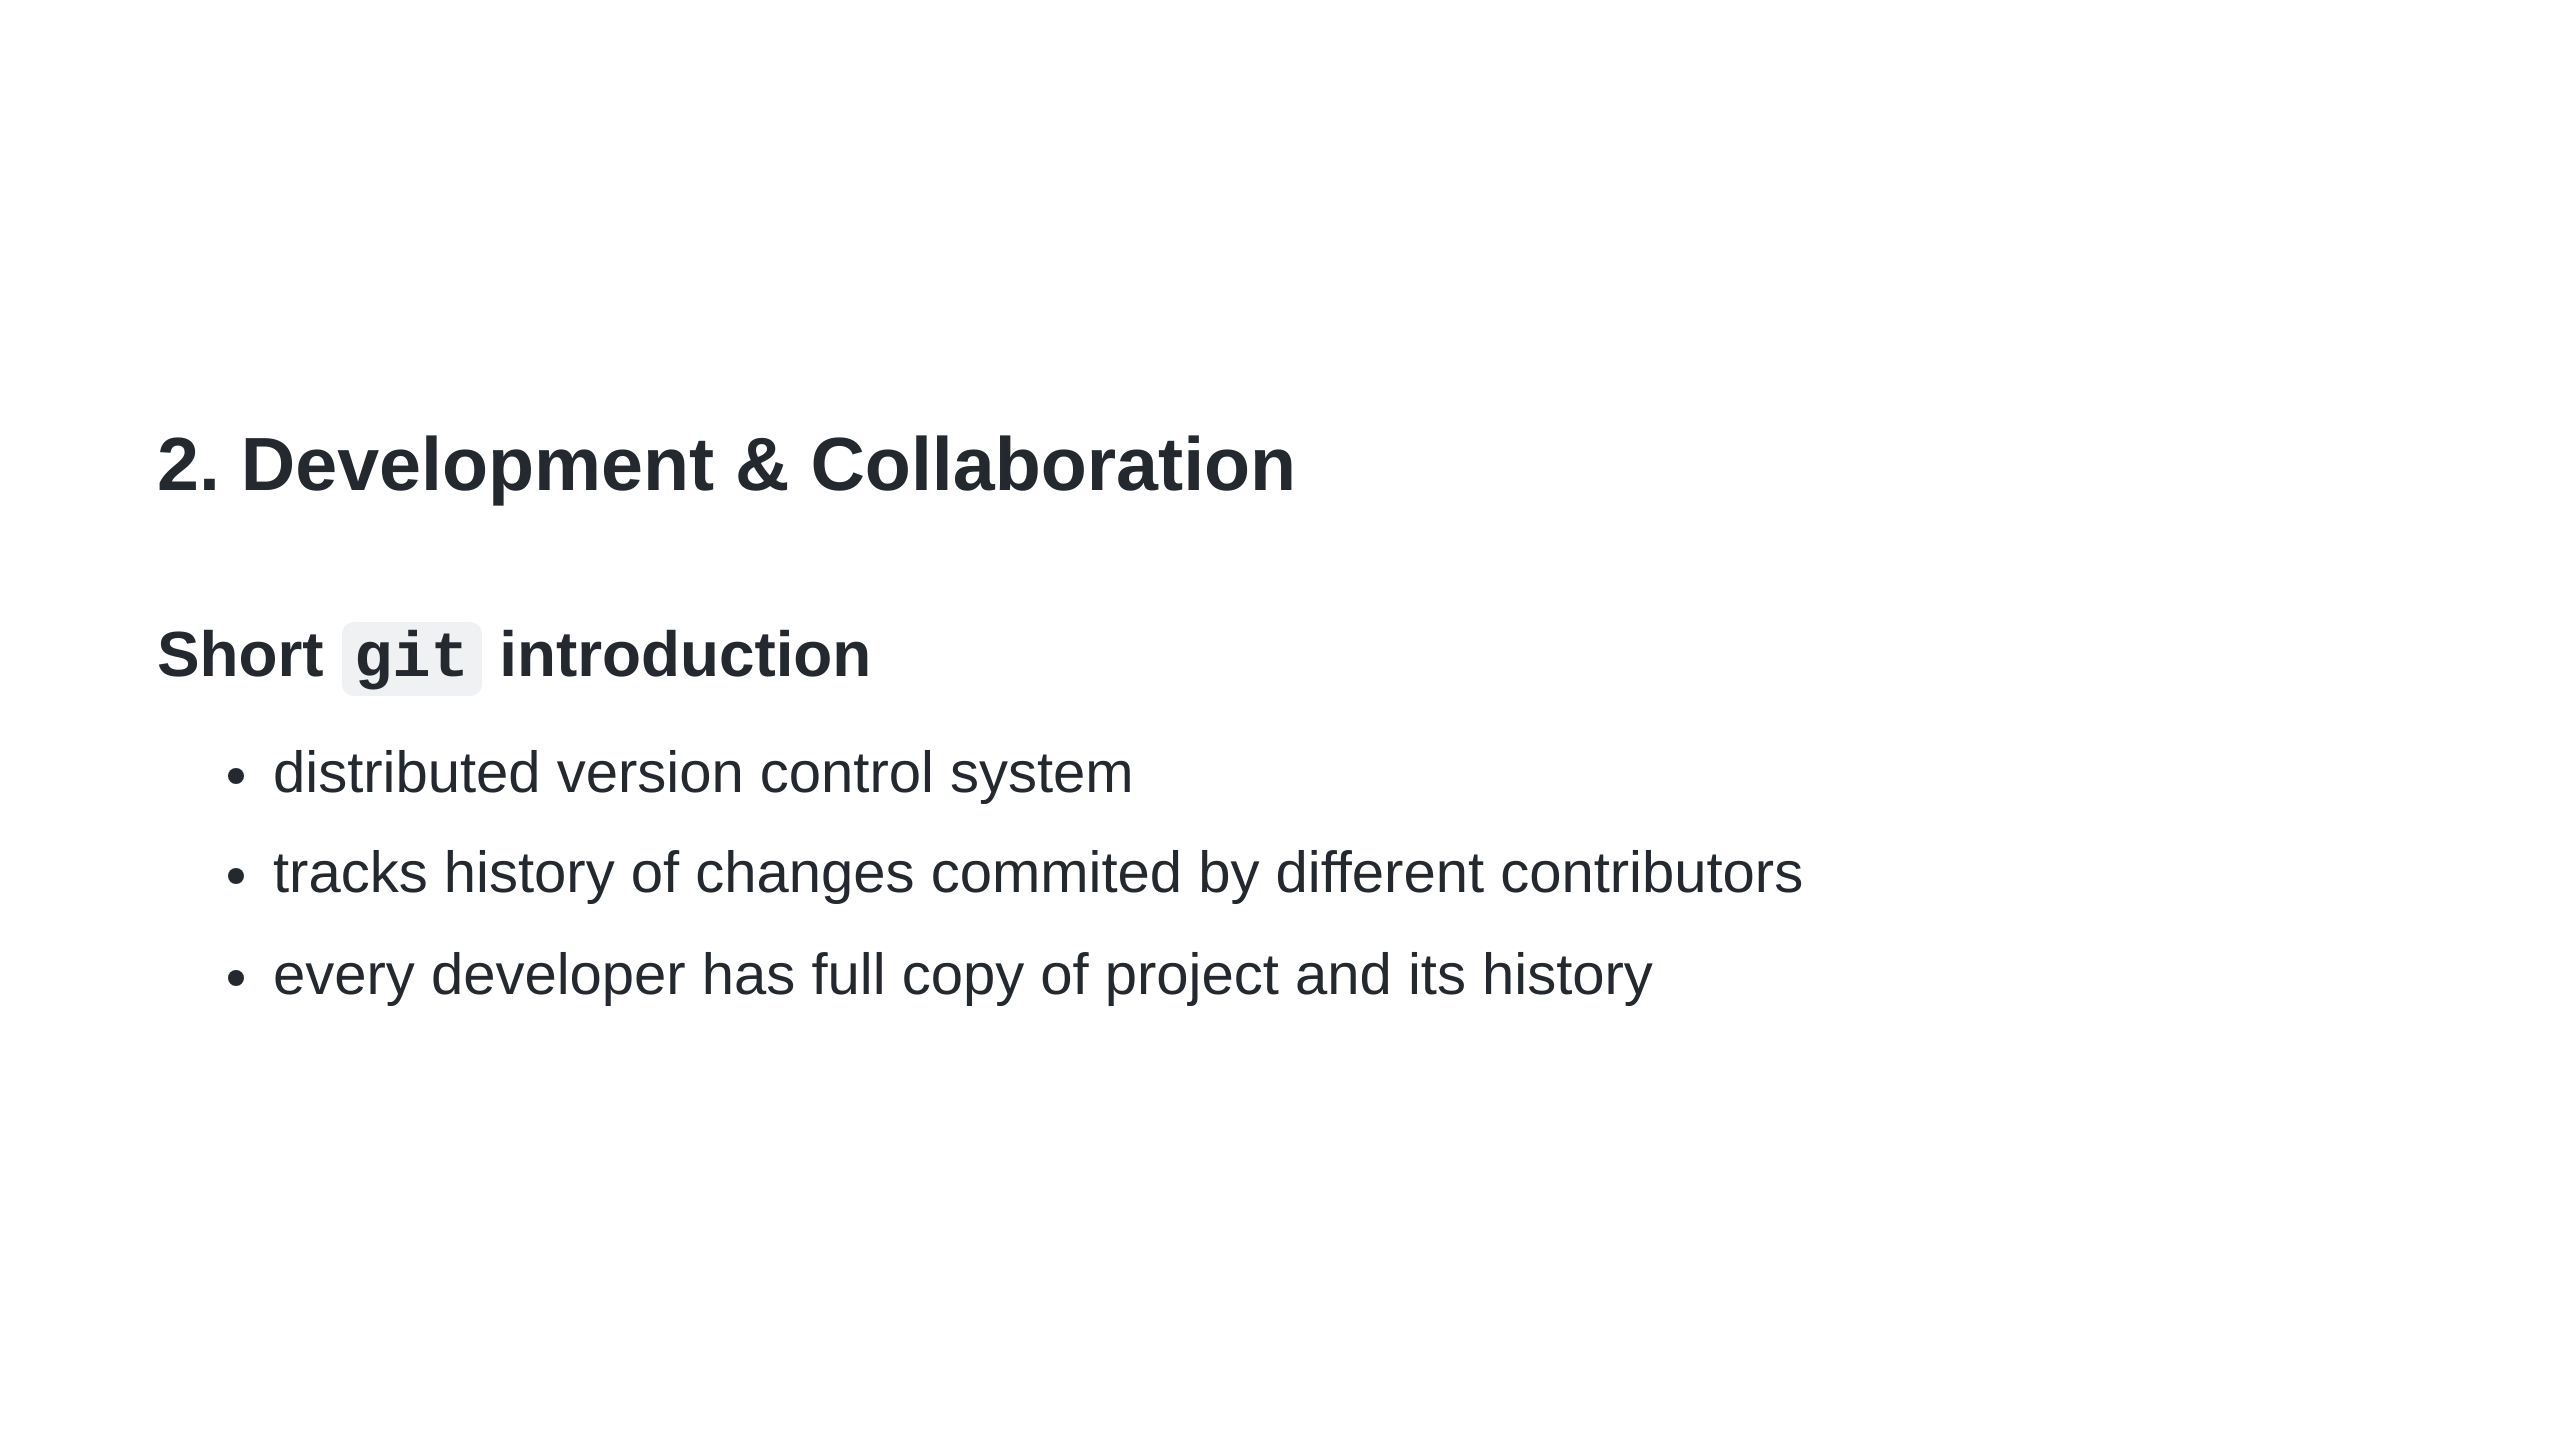 2. Development & Collaboration
Short git introduction
• distributed version control system
• tracks history of changes commited by different contributors
• every developer has full copy of project and its history